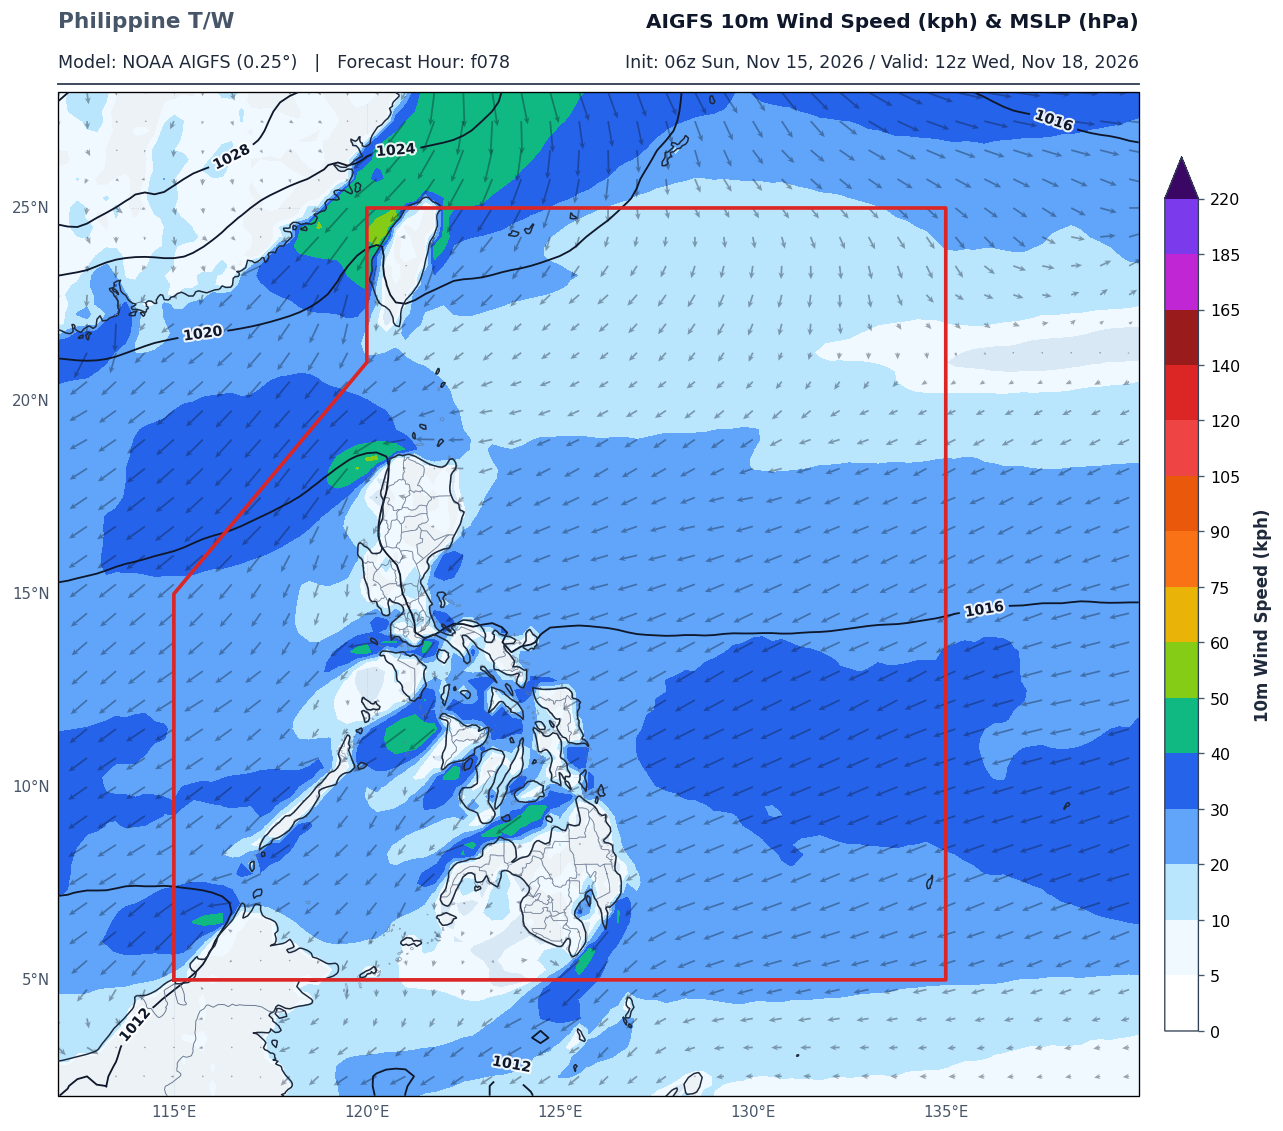 Philippine T/W
AIGFS 10m Wind Speed (kph) & MSLP (hPa)
Model: NOAA AIGFS (0.25°)   |   Forecast Hour: f078
Init: 06z Sun, Nov 15, 2026 / Valid: 12z Wed, Nov 18, 2026
1016
1028
1024
1020
1016
1012
1012
25°N
20°N
15°N
10°N
5°N
115°E
120°E
125°E
130°E
135°E
220
185
165
140
120
105
90
75
60
50
40
30
20
10
5
0
10m Wind Speed (kph)